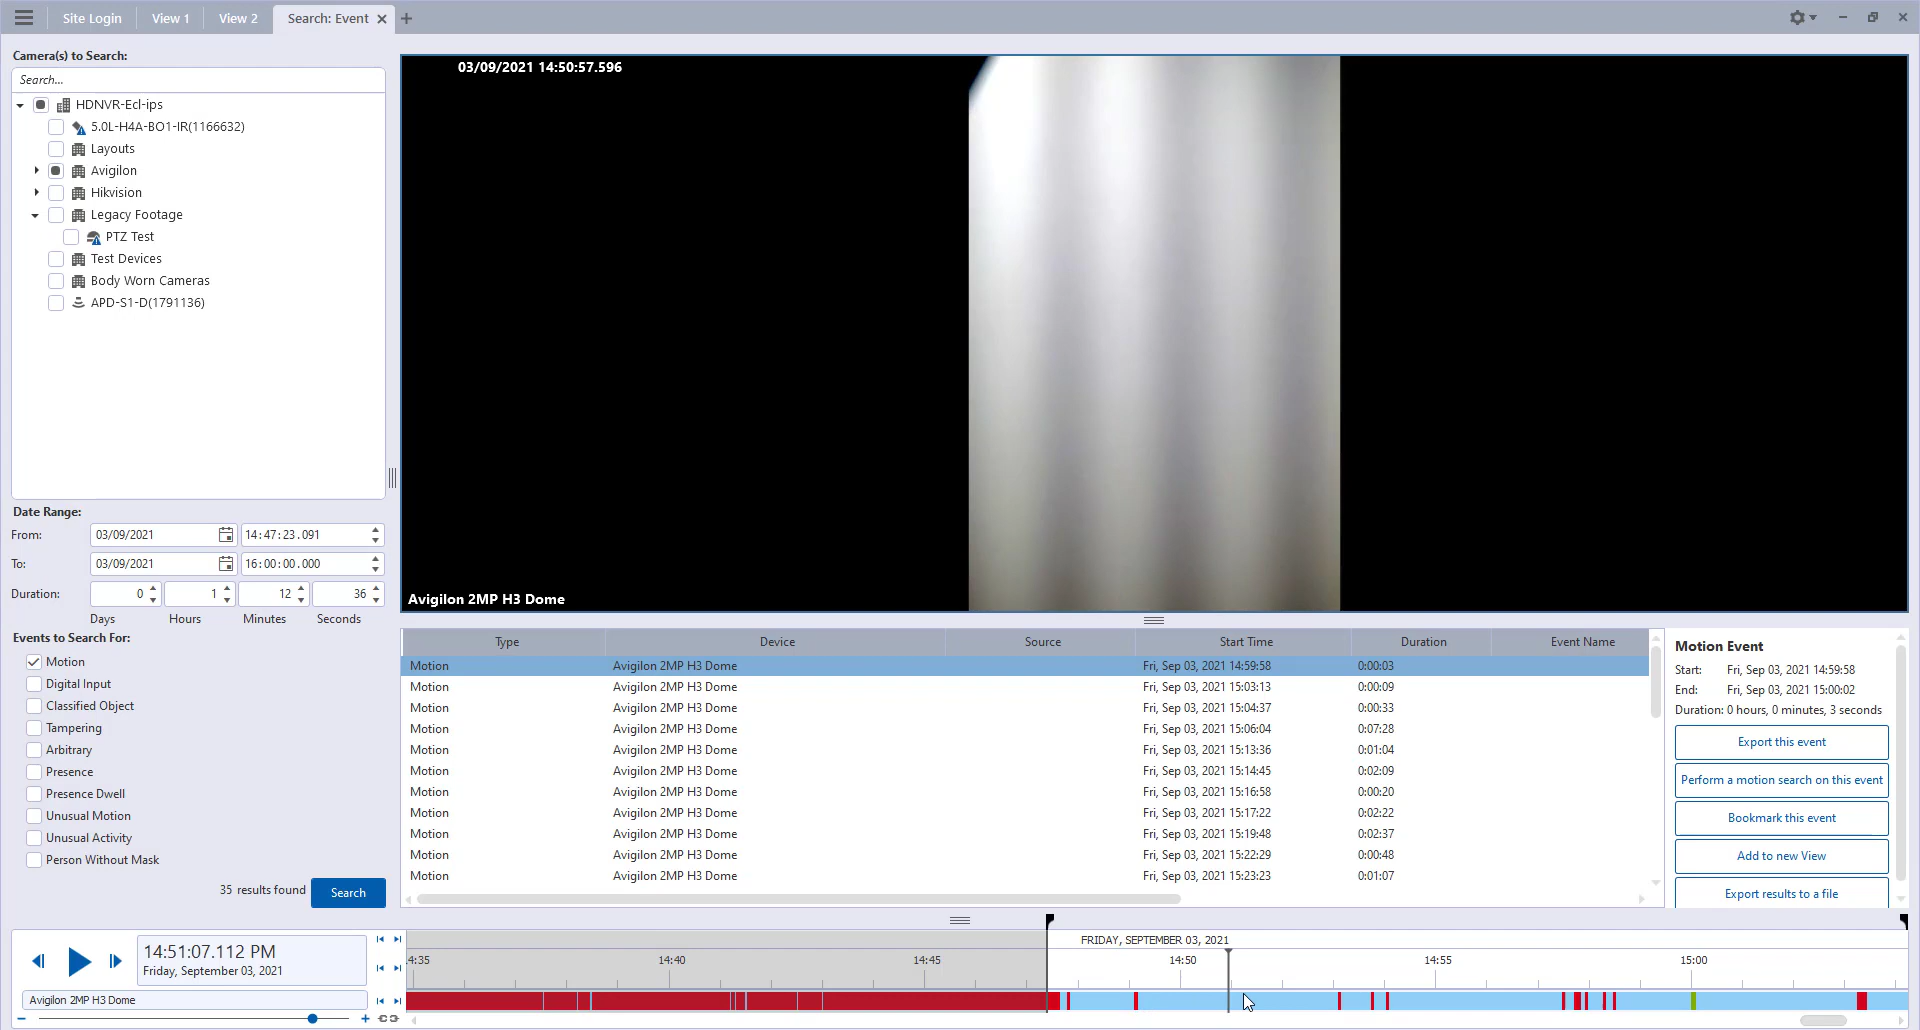 Site Login
View 1
View 2
Search: Event
Camera(s) to Search:
Search...
HDNVR-Ecl-ips
5.0L-H4A-BO1-IR(1166632)
Layouts
Avigilon
Hikvision
Legacy Footage
PTZ Test
Test Devices
Body Worn Cameras
APD-S1-D(1791136)
Date Range:
From: 03/09/2021 14:47:23.091
To: 03/09/2021 16:00:00.000
Duration: 0 1 12 36
Days Hours Minutes Seconds
Events to Search For:
Motion
Digital Input
Classified Object
Tampering
Arbitrary
Presence
Presence Dwell
Unusual Motion
Unusual Activity
Person Without Mask
35 results found Search
03/09/2021 14:50:57.596
Avigilon 2MP H3 Dome
Type Device Source Start Time Duration Event Name
Motion Avigilon 2MP H3 Dome Fri, Sep 03, 2021 14:59:58 0:00:03
Motion Avigilon 2MP H3 Dome Fri, Sep 03, 2021 15:03:13 0:00:09
Motion Avigilon 2MP H3 Dome Fri, Sep 03, 2021 15:04:37 0:00:33
Motion Avigilon 2MP H3 Dome Fri, Sep 03, 2021 15:06:04 0:07:28
Motion Avigilon 2MP H3 Dome Fri, Sep 03, 2021 15:13:36 0:01:04
Motion Avigilon 2MP H3 Dome Fri, Sep 03, 2021 15:14:45 0:02:09
Motion Avigilon 2MP H3 Dome Fri, Sep 03, 2021 15:16:58 0:00:20
Motion Avigilon 2MP H3 Dome Fri, Sep 03, 2021 15:17:22 0:02:22
Motion Avigilon 2MP H3 Dome Fri, Sep 03, 2021 15:19:48 0:02:37
Motion Avigilon 2MP H3 Dome Fri, Sep 03, 2021 15:22:29 0:00:48
Motion Avigilon 2MP H3 Dome Fri, Sep 03, 2021 15:23:23 0:01:07
Motion Event
Start: Fri, Sep 03, 2021 14:59:58
End: Fri, Sep 03, 2021 15:00:02
Duration: 0 hours, 0 minutes, 3 seconds
Export this event
Perform a motion search on this event
Bookmark this event
Add to new View
Export results to a file
14:51:07.112 PM
Friday, September 03, 2021
Avigilon 2MP H3 Dome
FRIDAY, SEPTEMBER 03, 2021
4:35 14:40 14:45 14:50 14:55 15:00